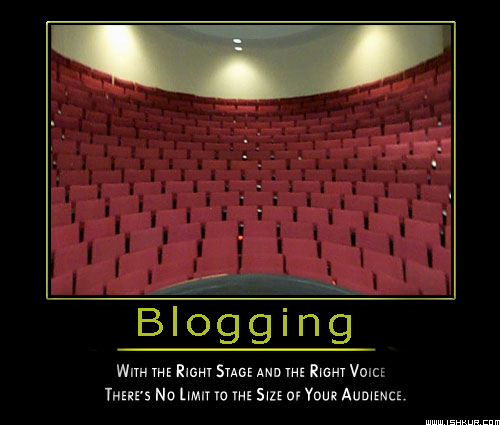 Blogging
With the Right Stage and the Right Voice
There's No Limit to the Size of Your Audience.
www.ishkur.com